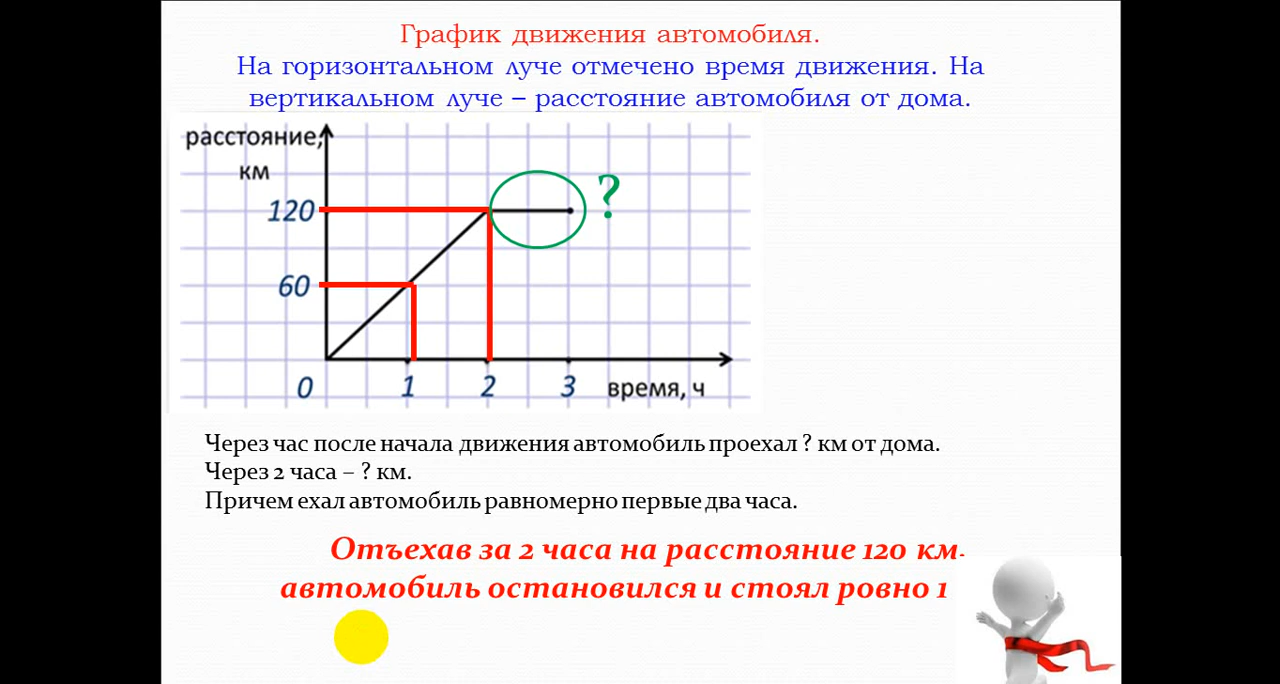 График движения автомобиля.
На горизонтальном луче отмечено время движения. На
вертикальном луче – расстояние автомобиля от дома.
расстояние,
км
120
?
60
0 1 2 3 время, ч
Через час после начала движения автомобиль проехал ? км от дома.
Через 2 часа – ? км.
Причем ехал автомобиль равномерно первые два часа.
Отъехав за 2 часа на расстояние 120 км.
автомобиль остановился и стоял ровно 1